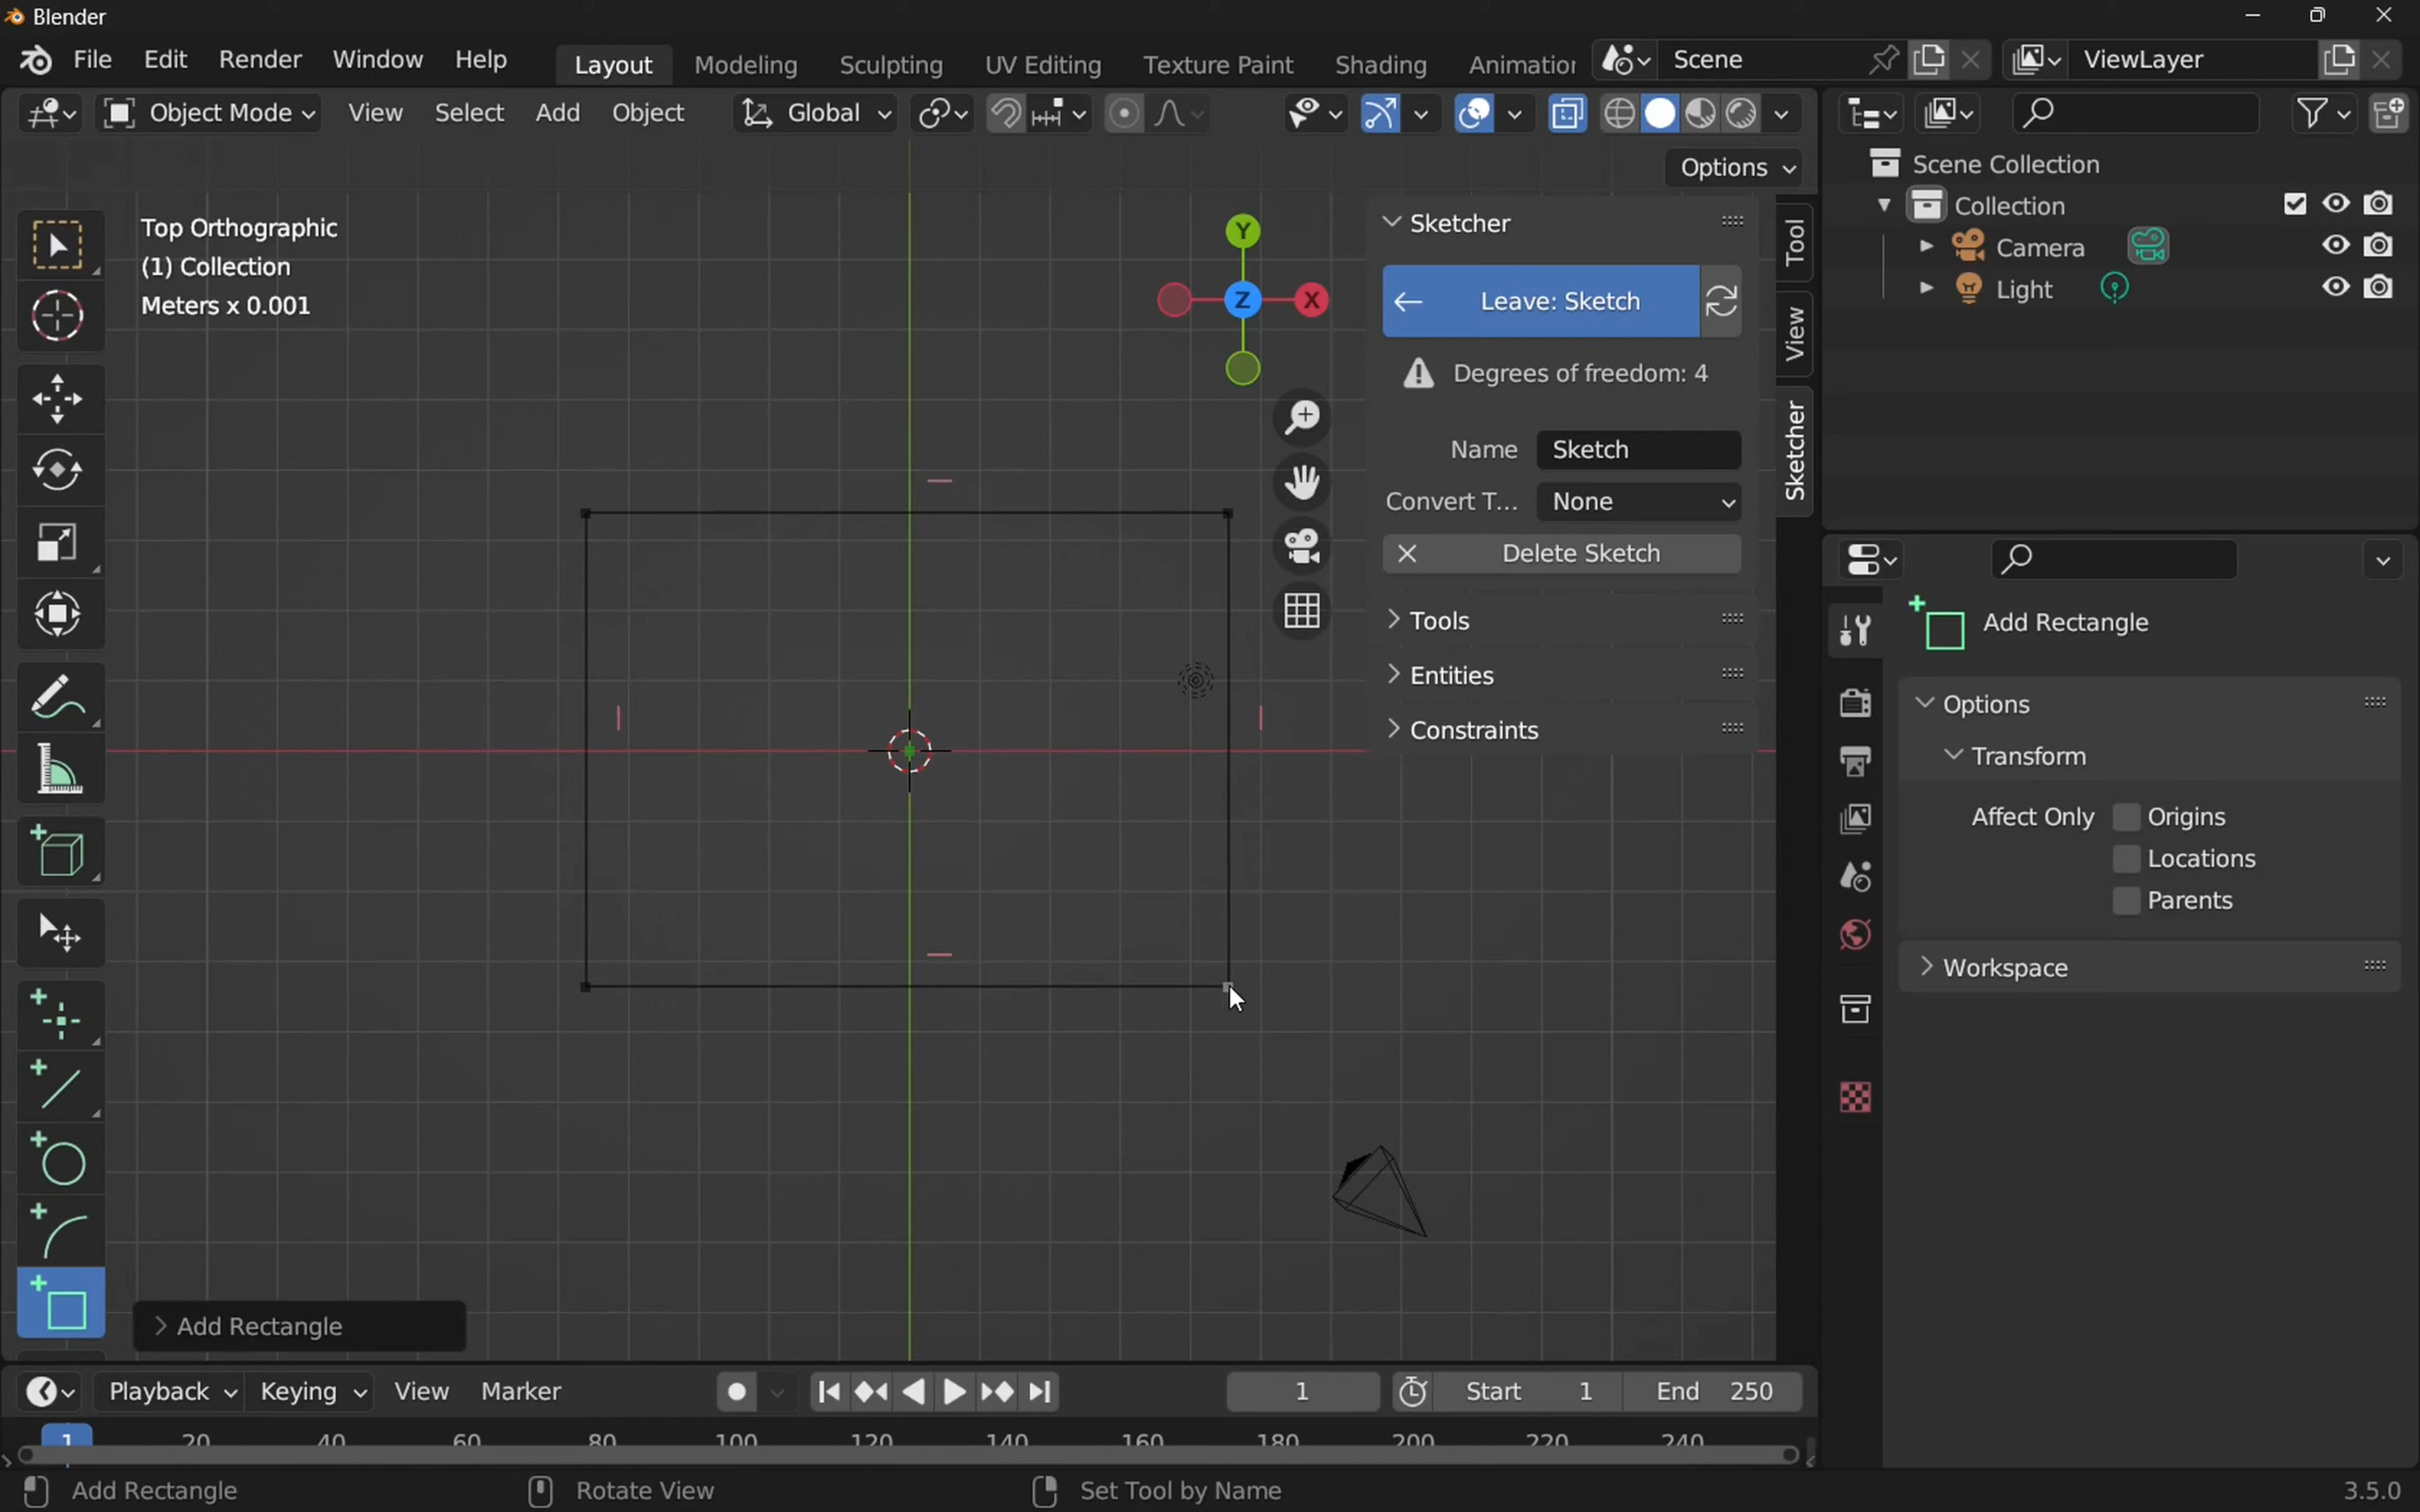 Blender
File Edit Render Window Help Layout Modeling Sculpting UV Editing Texture Paint Shading Animation Scene ViewLayer
Object Mode View Select Add Object Global
Options
Top Orthographic
(1) Collection
Meters x 0.001
Y
Z X
Sketcher
Leave: Sketch
Degrees of freedom: 4
Name Sketch
Convert T... None
Delete Sketch
Tools
Entities
Constraints
Tool
View
Sketcher
Scene Collection
Collection
Camera
Light
Add Rectangle
Options
Transform
Affect Only Origins
Locations
Parents
Workspace
Add Rectangle
Playback Keying View Marker 1 Start 1 End 250
1 20 40 60 80 100 120 140 160 180 200 220 240
Add Rectangle Rotate View Set Tool by Name 3.5.0